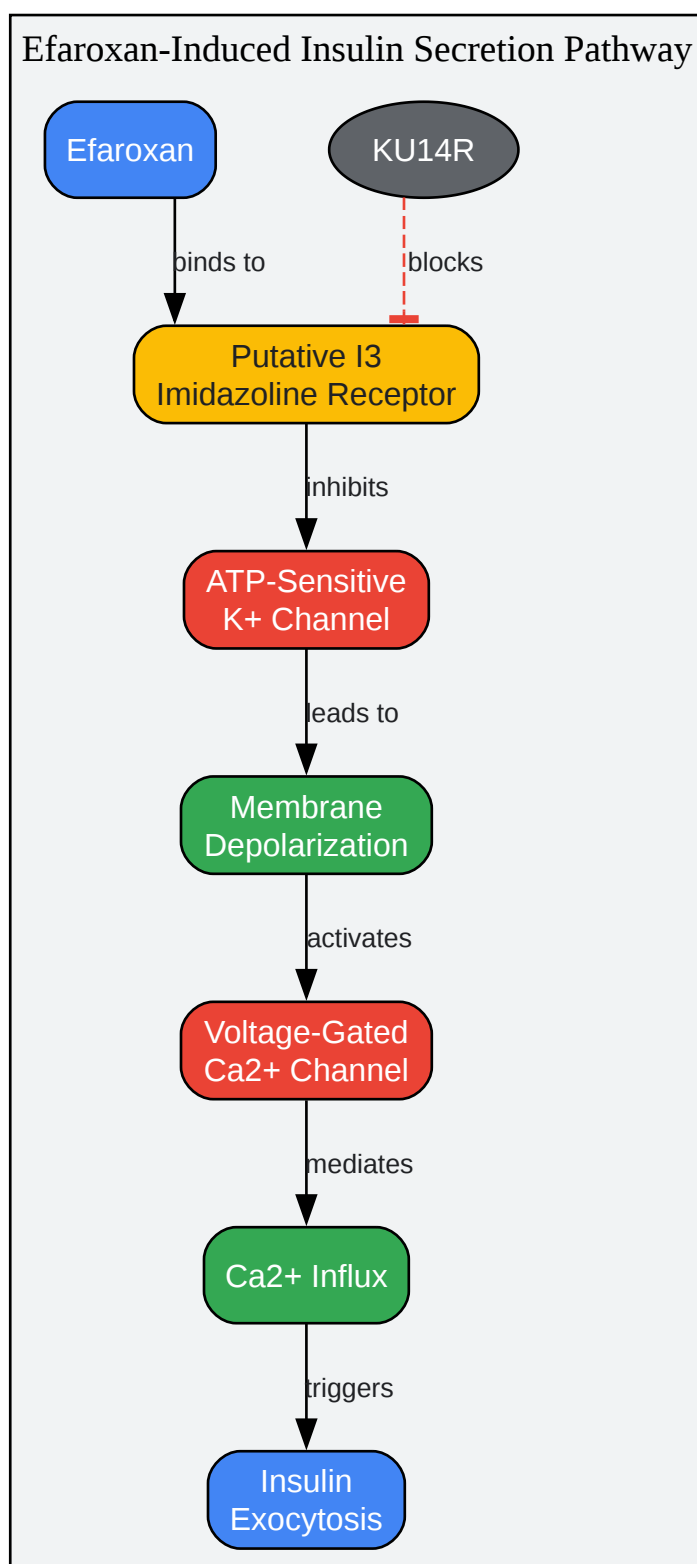 Efaroxan-Induced Insulin Secretion Pathway
Efaroxan
KU14R
binds to
blocks
Putative I3
Imidazoline Receptor
inhibits
ATP-Sensitive
K+ Channel
leads to
Membrane
Depolarization
activates
Voltage-Gated
Ca2+ Channel
mediates
Ca2+ Influx
triggers
Insulin
Exocytosis